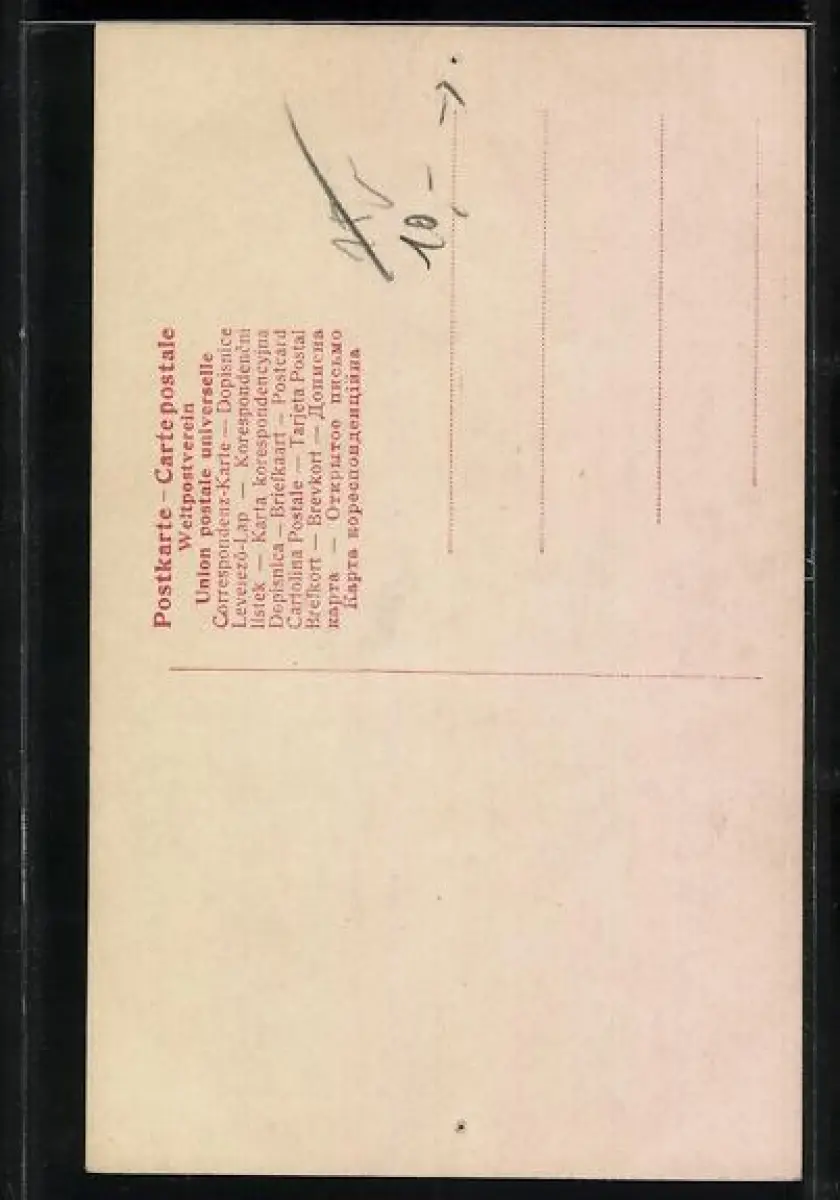 Postkarte – Carte postale
Weltpostverein
Union postale universelle
Correspondenz-Karte — Dopisnice
Levelező-Lap — Korespondenční
lístek — Karta korespondencyjna
Dopisnica — Briefkaart — Postcard
Cartolina Postale — Tarjeta Postal
Brefkort — Brevkort — Дописна
карта — Открытое письмо
Карта кореспонденційна
10,-